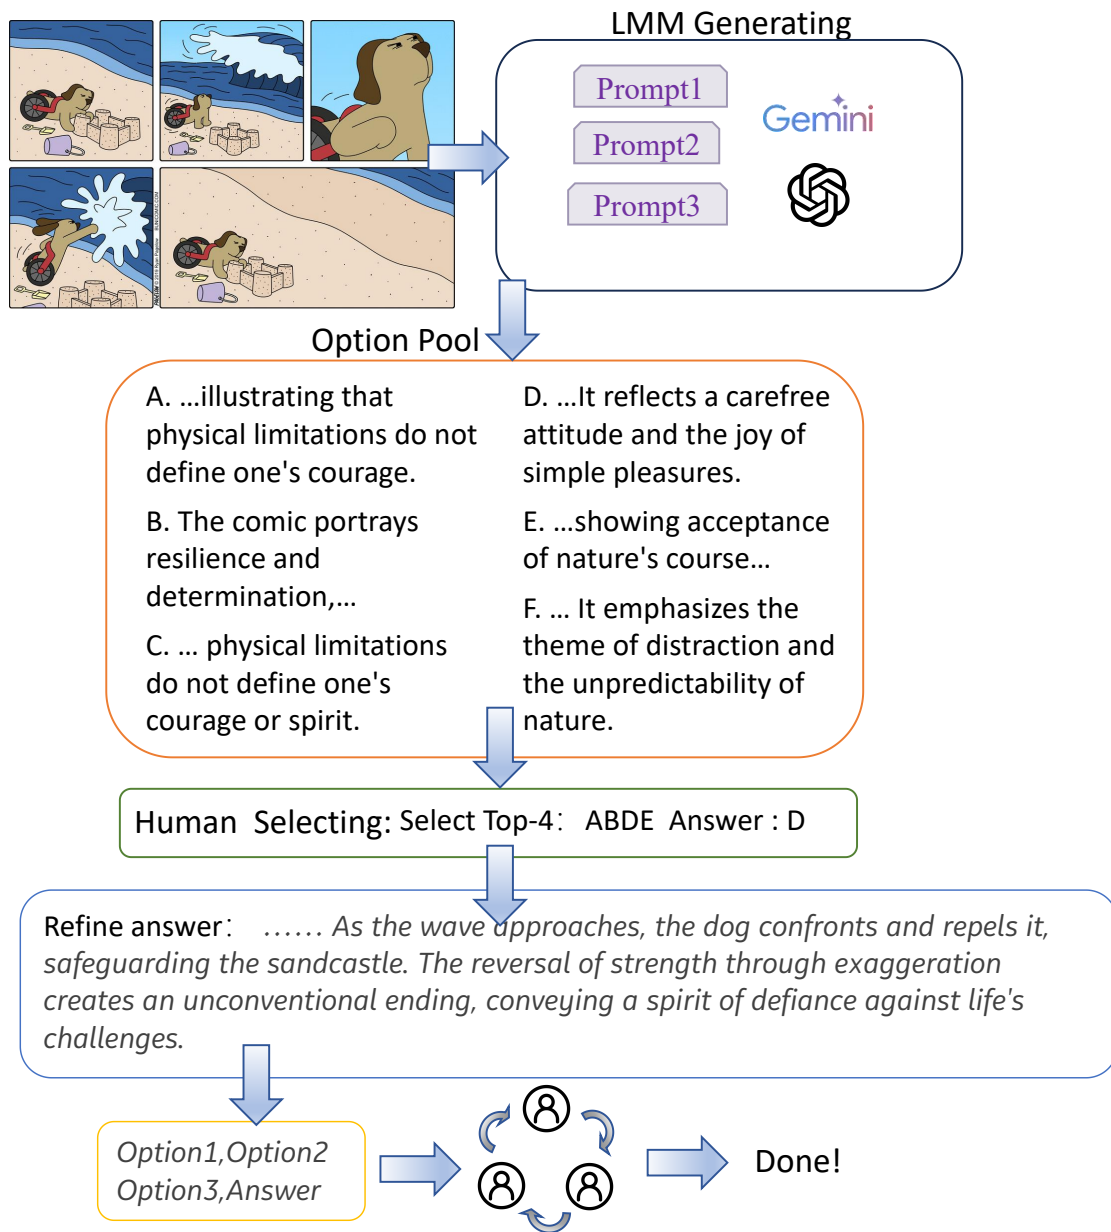 LMM Generating
Prompt1
Prompt2
Prompt3
Gemini
BUNICOMIC.COM
Option Pool
A. ...illustrating that
physical limitations do not
define one's courage.
B. The comic portrays
resilience and
determination,...
C. ... physical limitations
do not define one's
courage or spirit.
D. ...It reflects a carefree
attitude and the joy of
simple pleasures.
E. ...showing acceptance
of nature's course...
F. ... It emphasizes the
theme of distraction and
the unpredictability of
nature.
Human Selecting: Select Top-4： ABDE Answer : D
Refine answer： ...... As the wave approaches, the dog confronts and repels it,
safeguarding the sandcastle. The reversal of strength through exaggeration
creates an unconventional ending, conveying a spirit of defiance against life's
challenges.
Option1,Option2
Option3,Answer
Done!